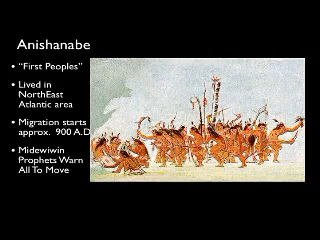 Anishanabe
• “First Peoples”
• Lived in
NorthEast
Atlantic area
• Migration starts
approx. 900 A.D
• Midewiwin
Prophets Warn
All To Move